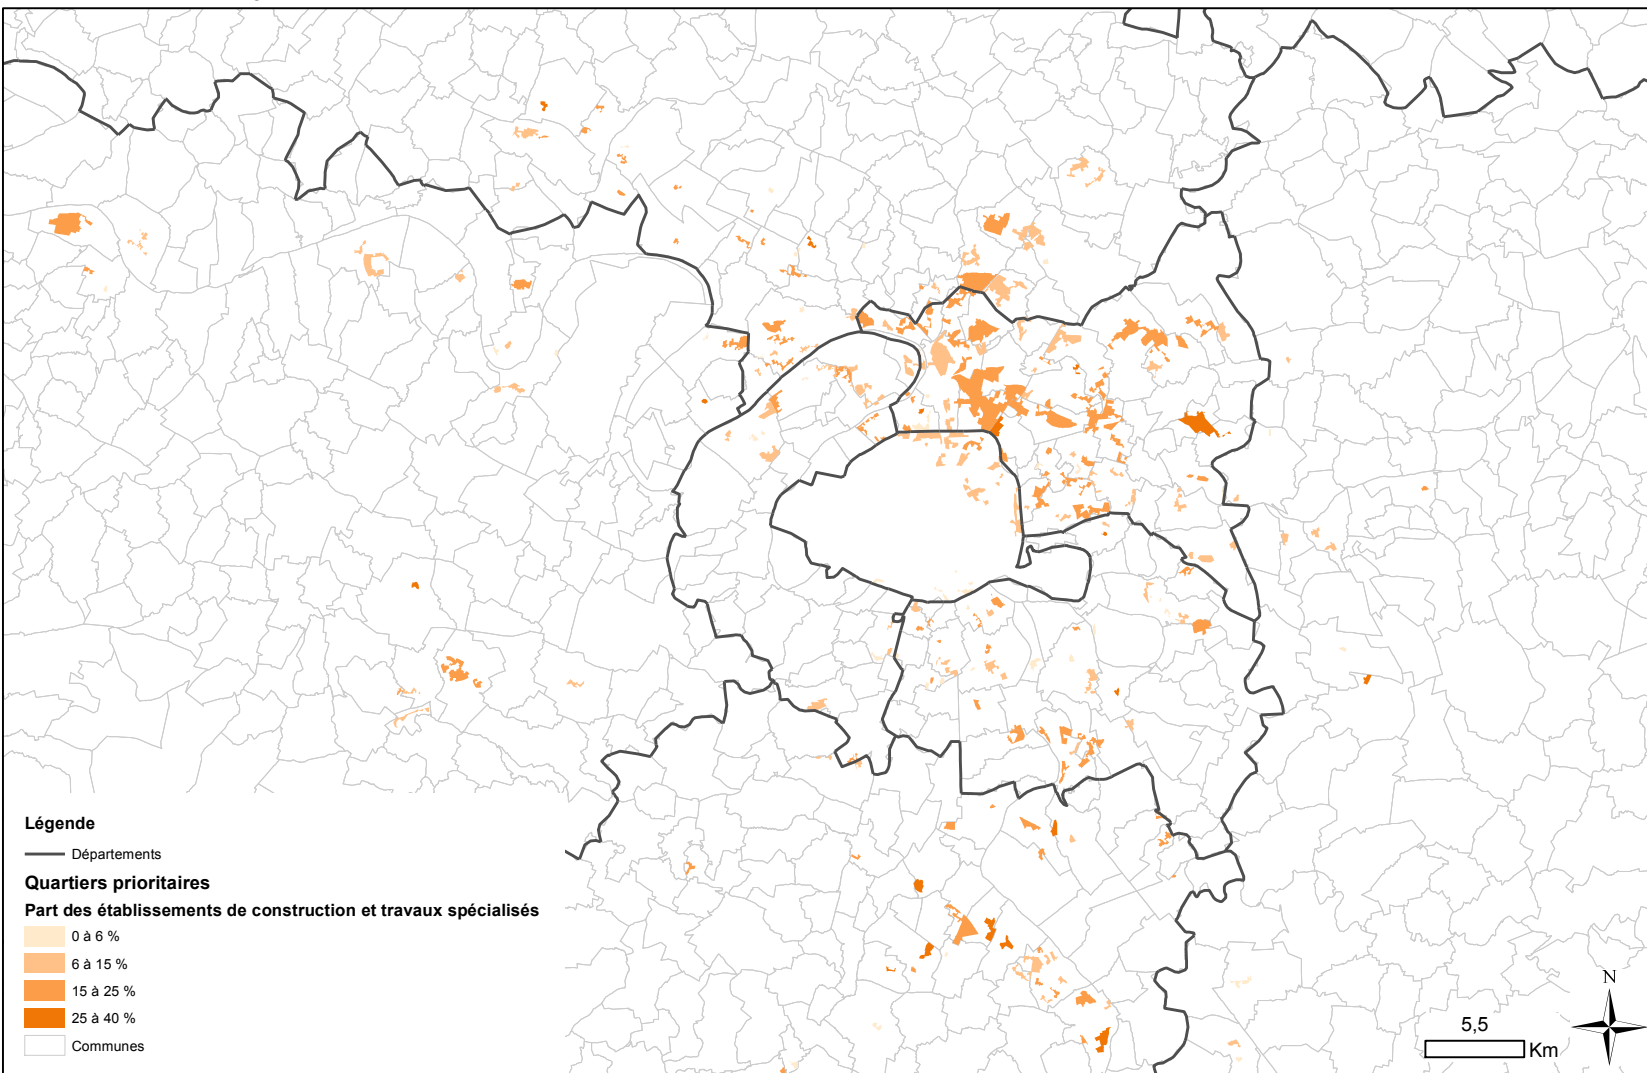 Légende
Départements
Quartiers prioritaires
Part des établissements de construction et travaux spécialisés
0 à 6 %
6 à 15 %
15 à 25 %
25 à 40 %
Communes
N
5,5
Km